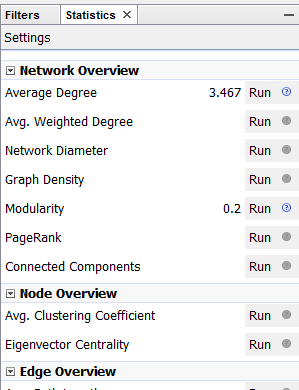 Filters Statistics
Settings
Network Overview
Average Degree 3.467 Run
Avg. Weighted Degree Run
Network Diameter Run
Graph Density Run
Modularity 0.2 Run
PageRank Run
Connected Components Run
Node Overview
Avg. Clustering Coefficient Run
Eigenvector Centrality Run
Edge Overview